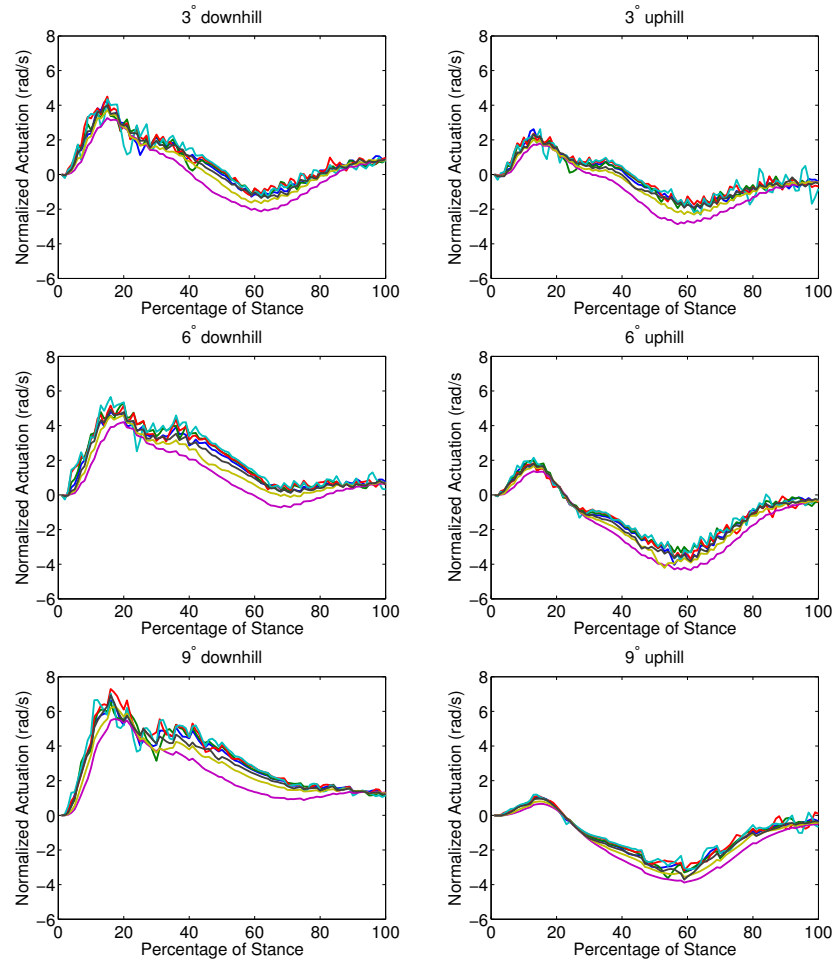 3° downhill
Normalized Actuation (rad/s)
8
6
4
2
0
−2
−4
−6
0 20 40 60 80 100
Percentage of Stance
3° uphill
Normalized Actuation (rad/s)
8
6
4
2
0
−2
−4
−6
0 20 40 60 80 100
Percentage of Stance
6° downhill
Normalized Actuation (rad/s)
8
6
4
2
0
−2
−4
−6
0 20 40 60 80 100
Percentage of Stance
6° uphill
Normalized Actuation (rad/s)
8
6
4
2
0
−2
−4
−6
0 20 40 60 80 100
Percentage of Stance
9° downhill
Normalized Actuation (rad/s)
8
6
4
2
0
−2
−4
−6
0 20 40 60 80 100
Percentage of Stance
9° uphill
Normalized Actuation (rad/s)
8
6
4
2
0
−2
−4
−6
0 20 40 60 80 100
Percentage of Stance